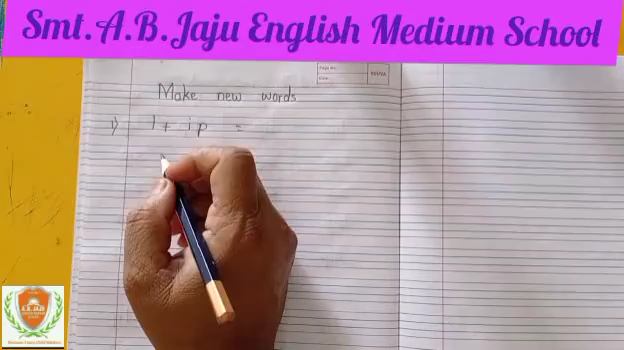 Smt.A.B.Jaju English Medium School
Make new words
1) l + ip =